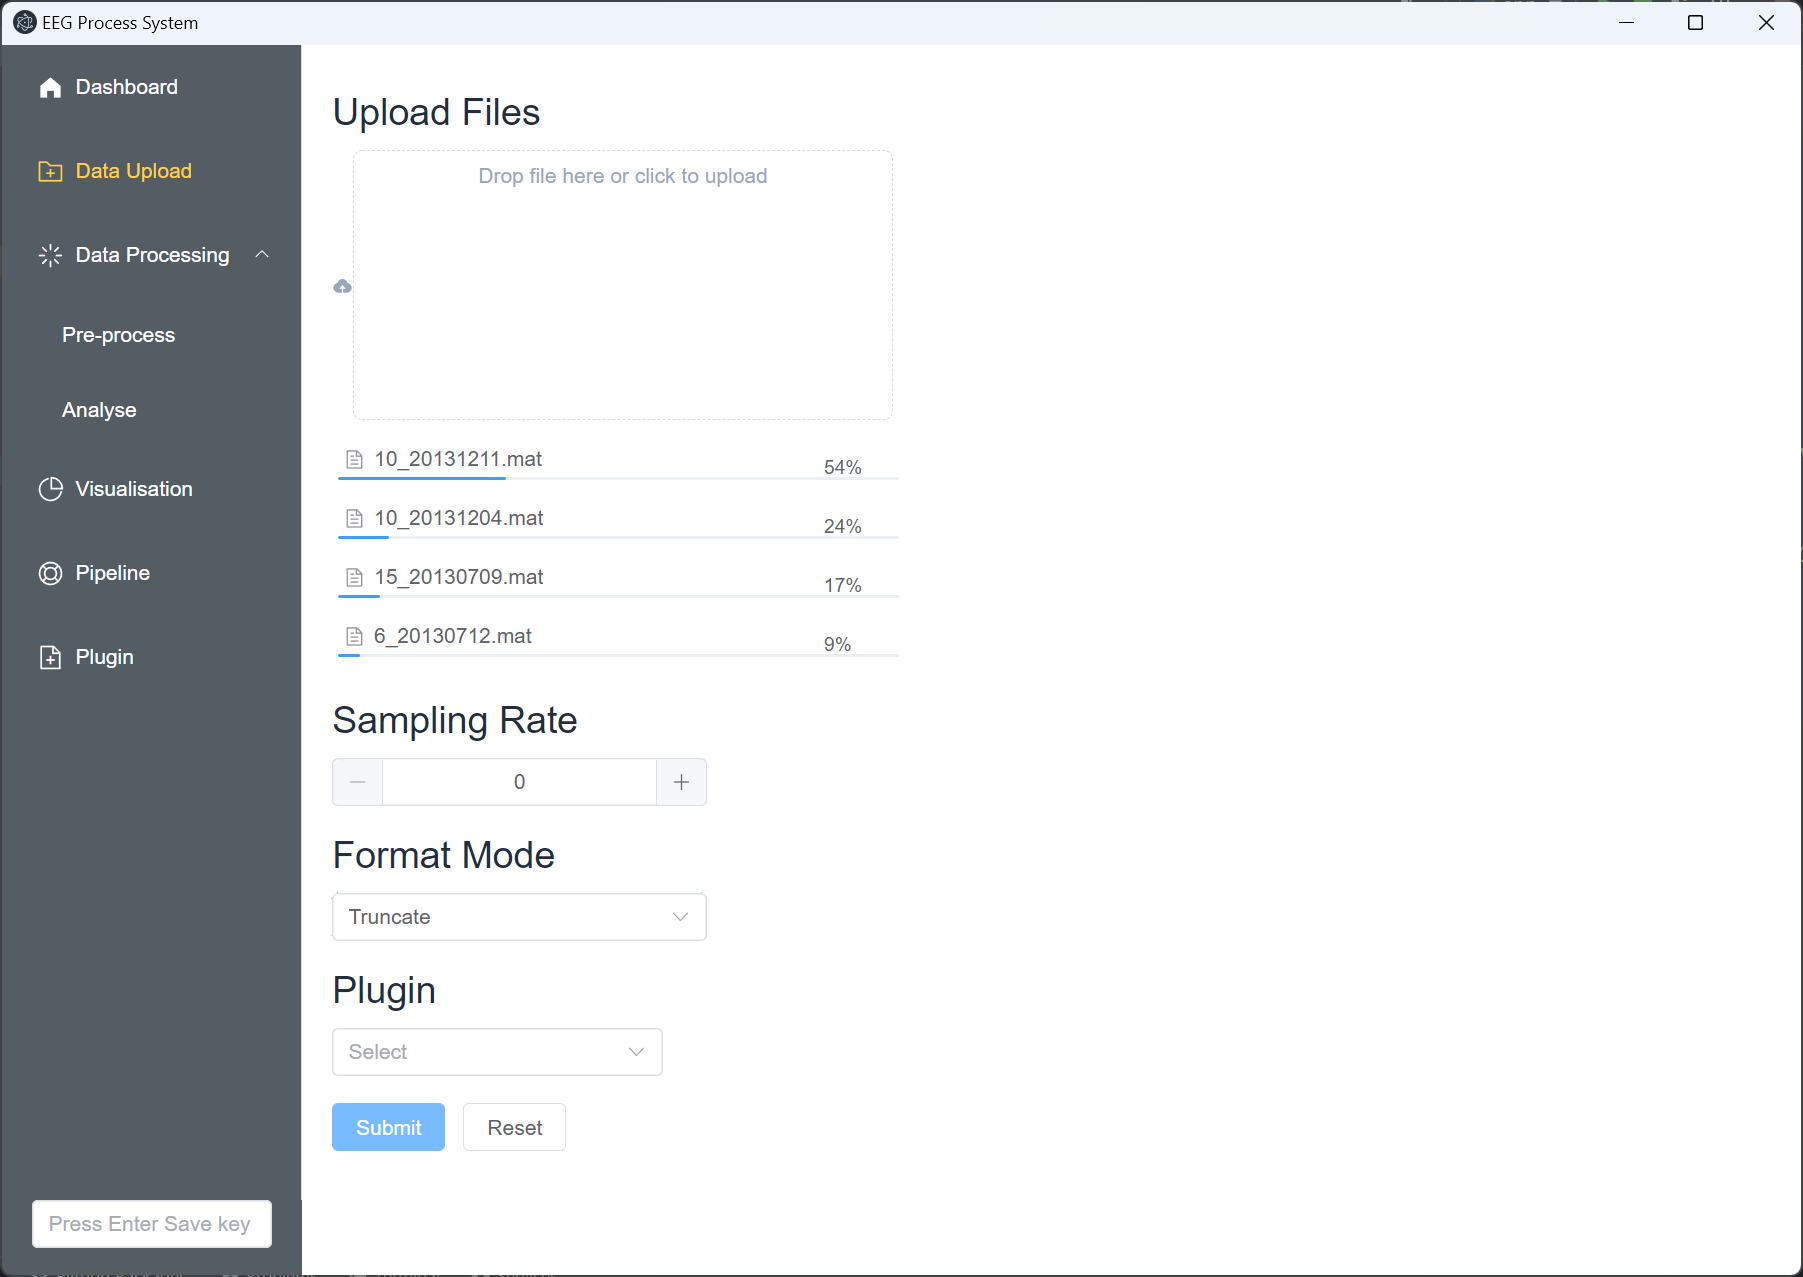 EEG Process System
Dashboard
Data Upload
Data Processing
Pre-process
Analyse
Visualisation
Pipeline
Plugin
Press Enter Save key
Upload Files
Drop file here or click to upload
10_20131211.mat 54%
10_20131204.mat 24%
15_20130709.mat 17%
6_20130712.mat 9%
Sampling Rate
0
Format Mode
Truncate
Plugin
Select
Submit Reset